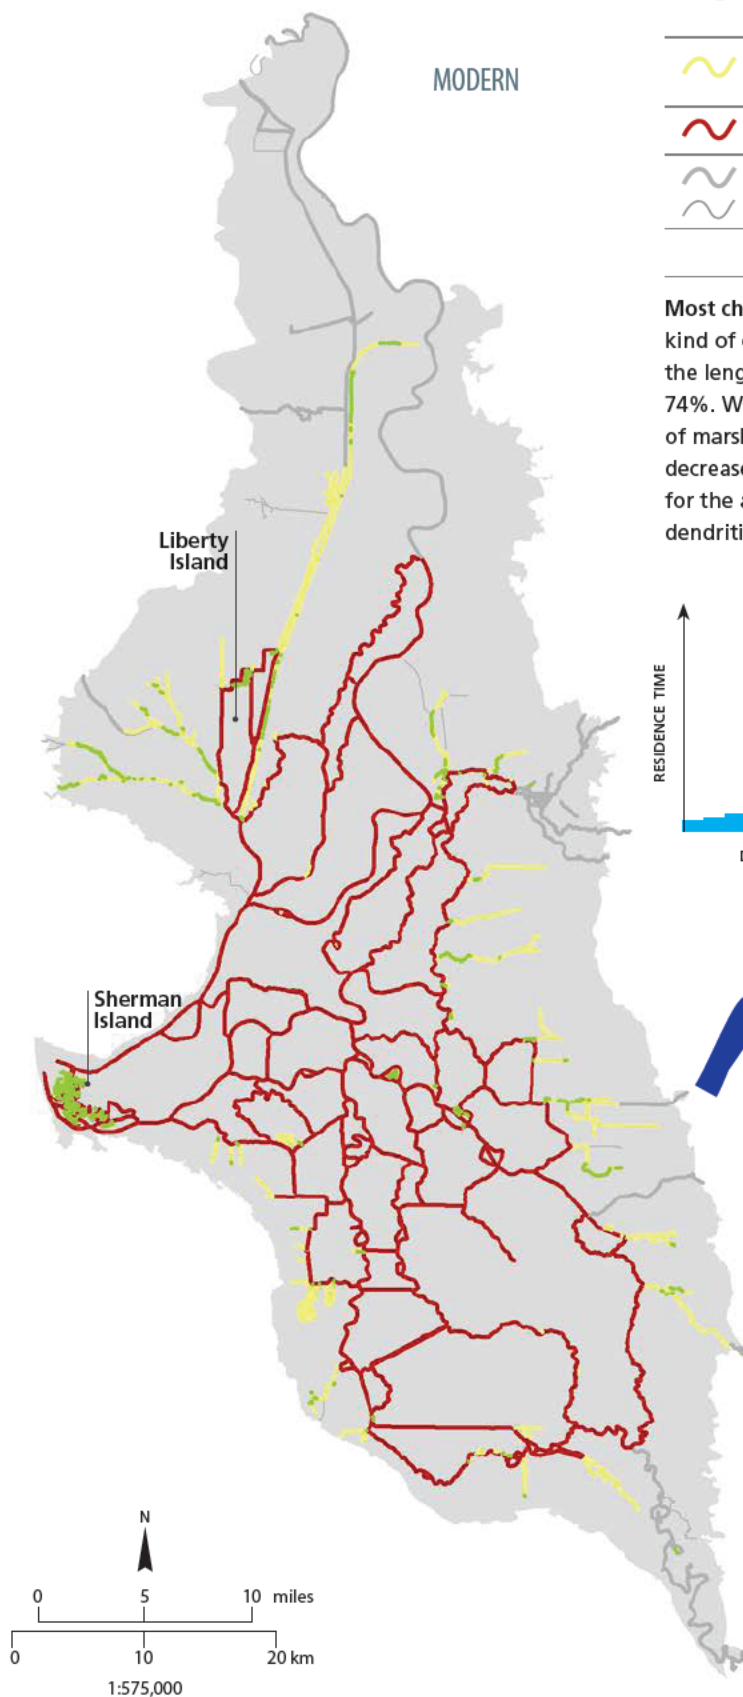 MODERN
Most ch
kind of
the leng
74%. W
of marsl
decrease
for the a
dendriti
Liberty
Island
RESIDENCE TIME
Sherman
Island
N
0 5 10 miles
0 10 20 km
1:575,000